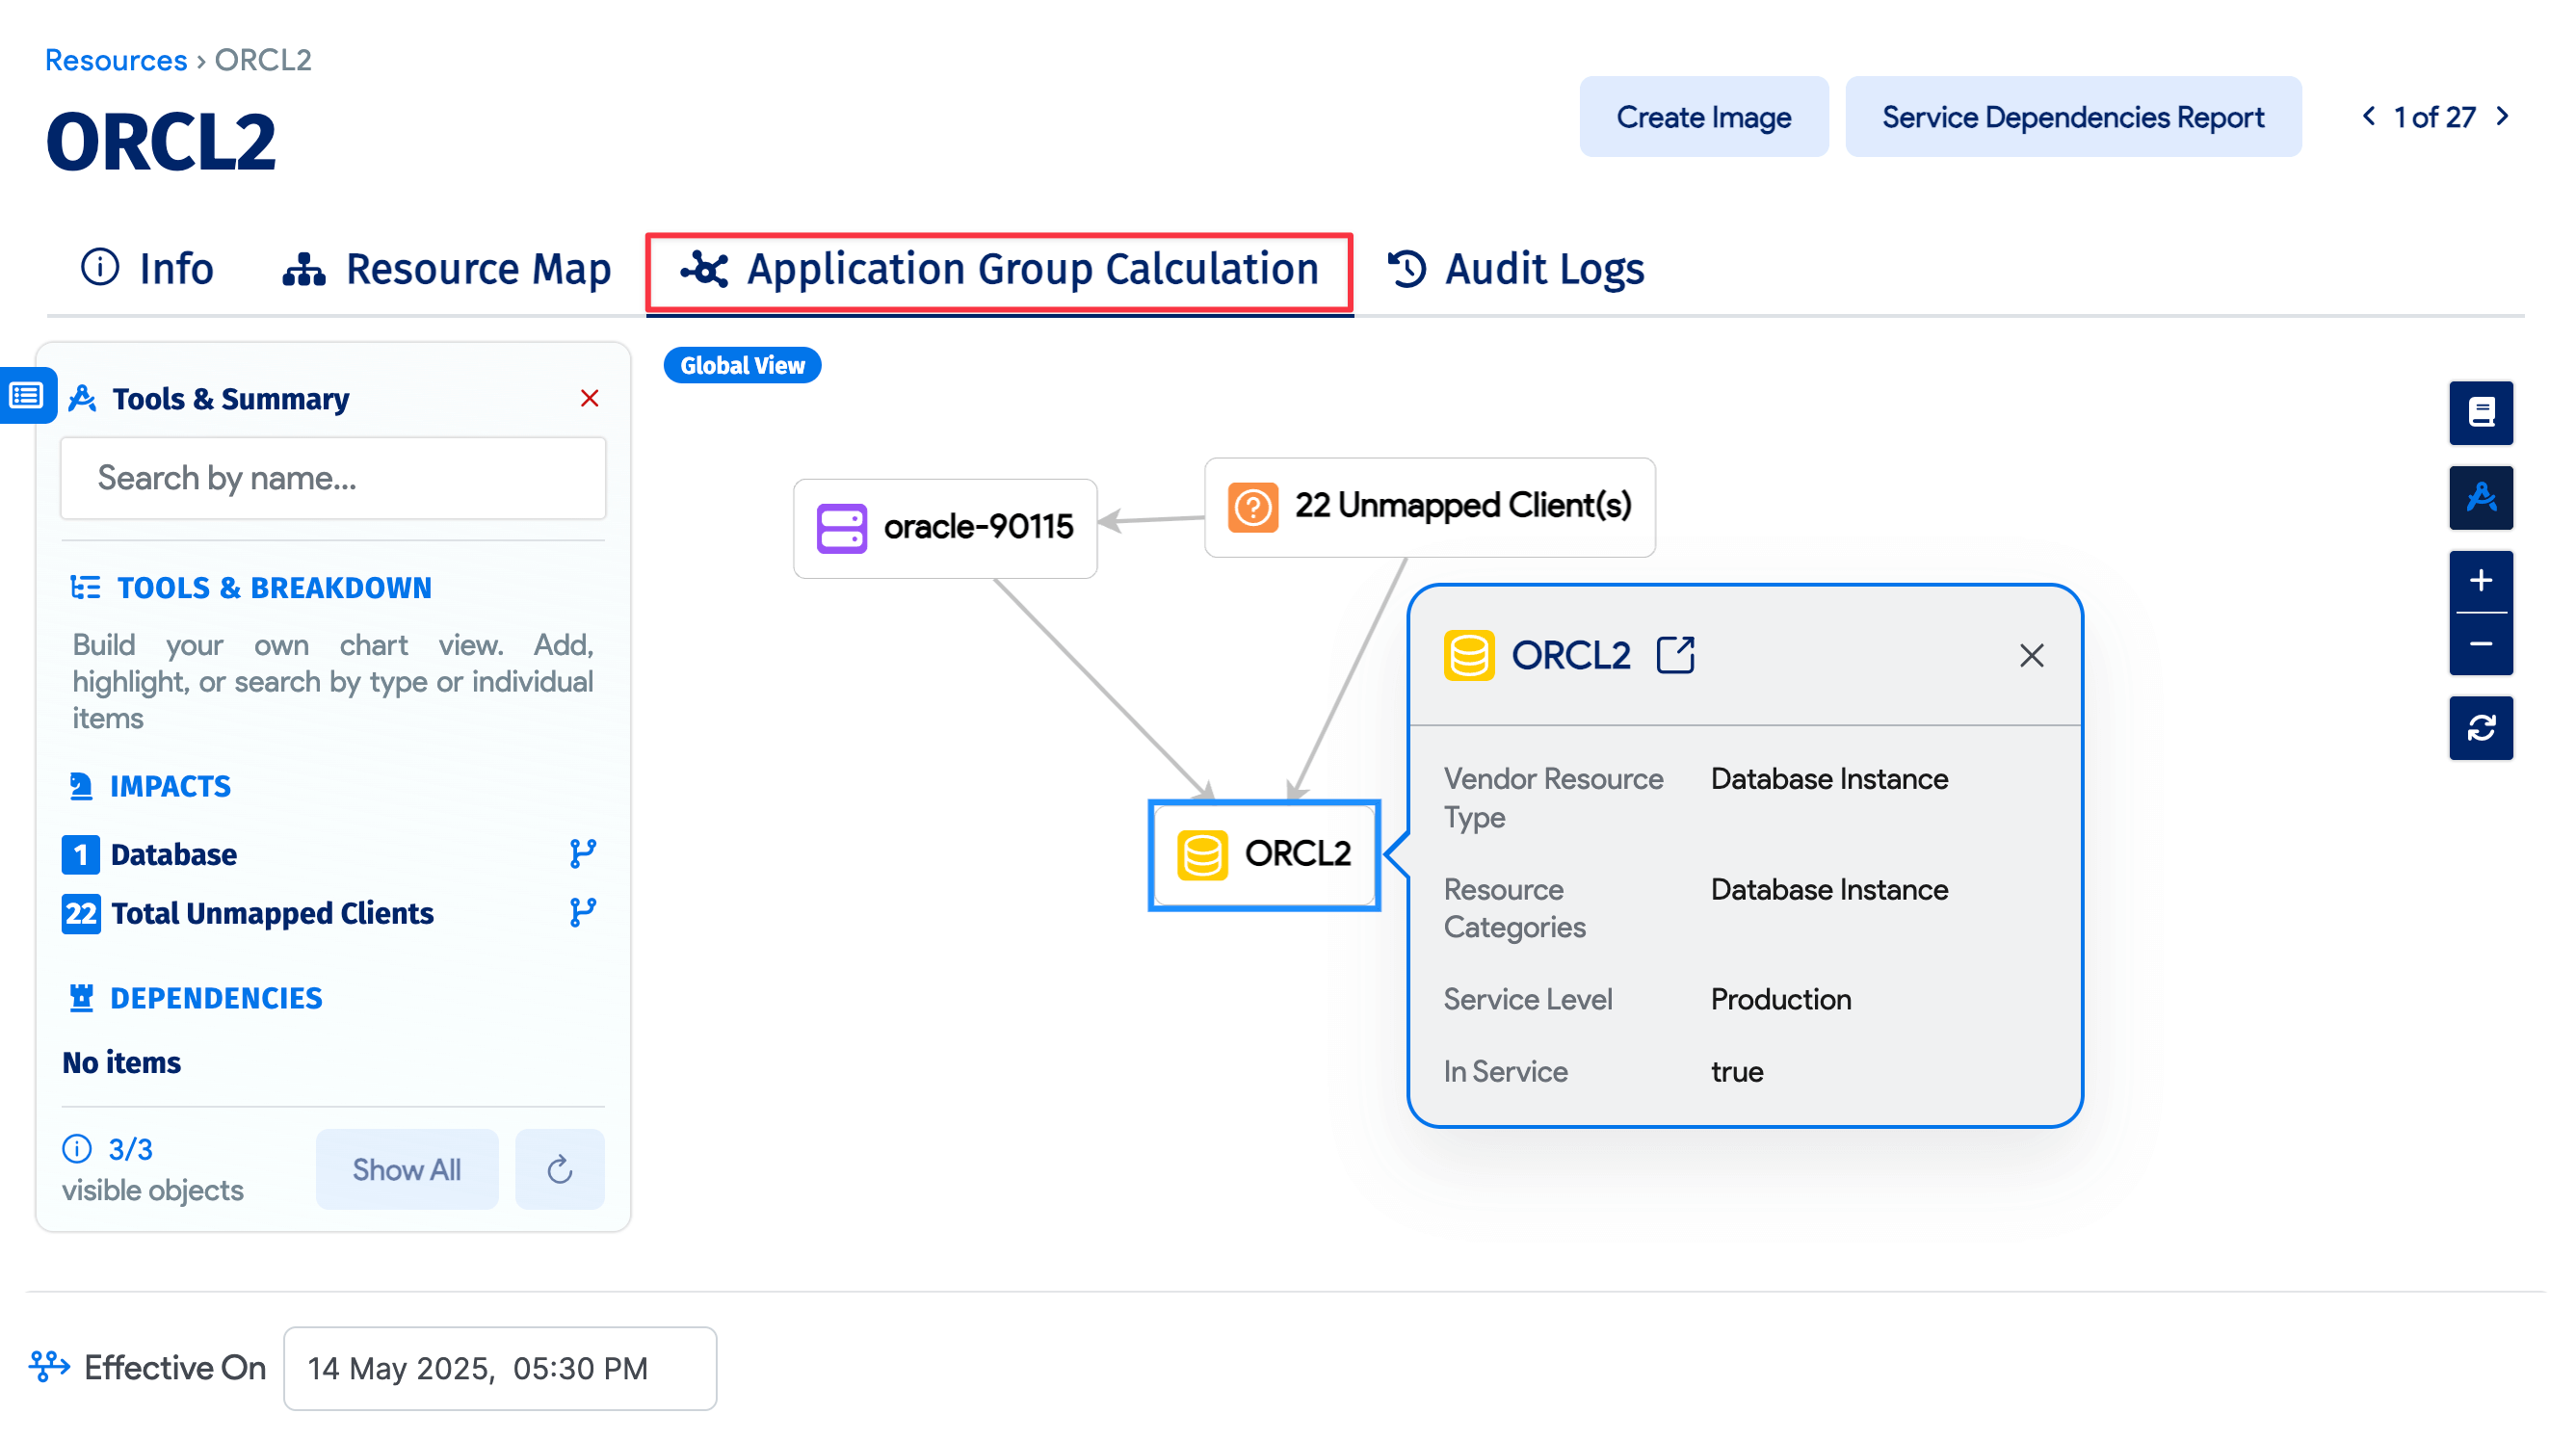 Resources › ORCL2
ORCL2
Create Image
Service Dependencies Report
1 of 27
Info
Resource Map
Application Group Calculation
Audit Logs
Tools & Summary
Search by name...
TOOLS & BREAKDOWN
Build your own chart view. Add,
highlight, or search by type or individual
items
IMPACTS
1 Database
22 Total Unmapped Clients
DEPENDENCIES
No items
3/3
visible objects
Show All
Global View
oracle-90115
22 Unmapped Client(s)
ORCL2
ORCL2
Vendor Resource
Type
Database Instance
Resource
Categories
Database Instance
Service Level
Production
In Service
true
Effective On
14 May 2025, 05:30 PM